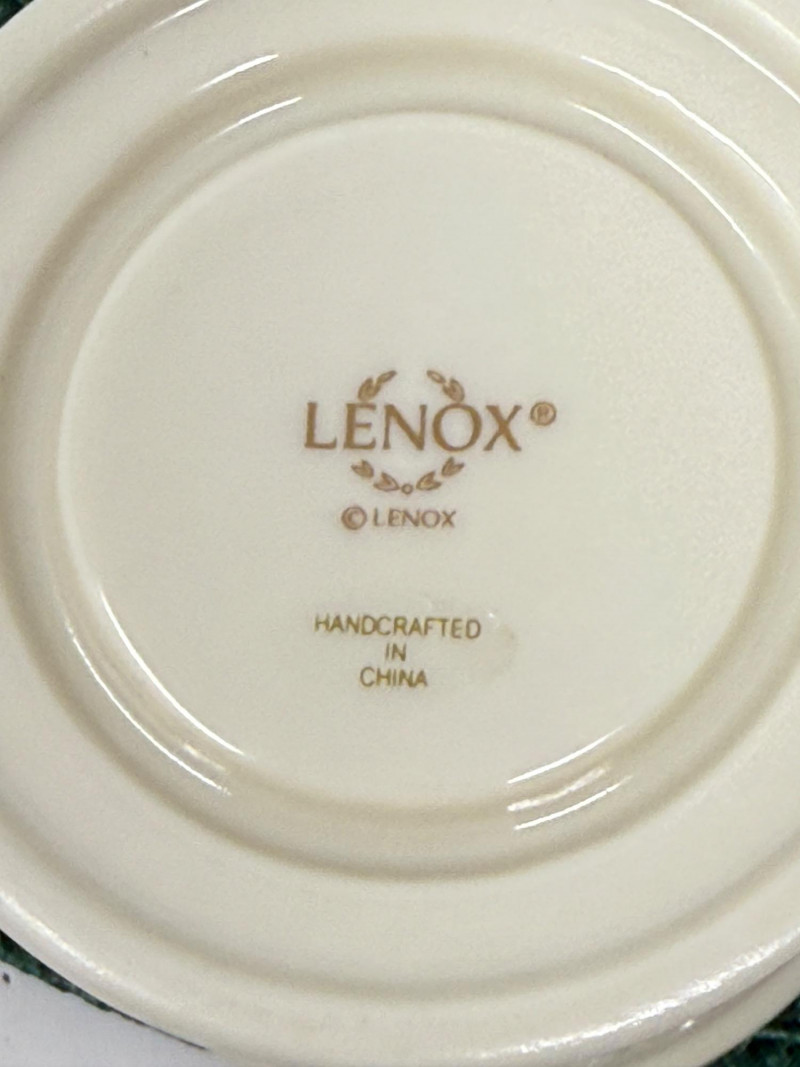 LENOX®
© LENOX
HANDCRAFTED
IN
CHINA